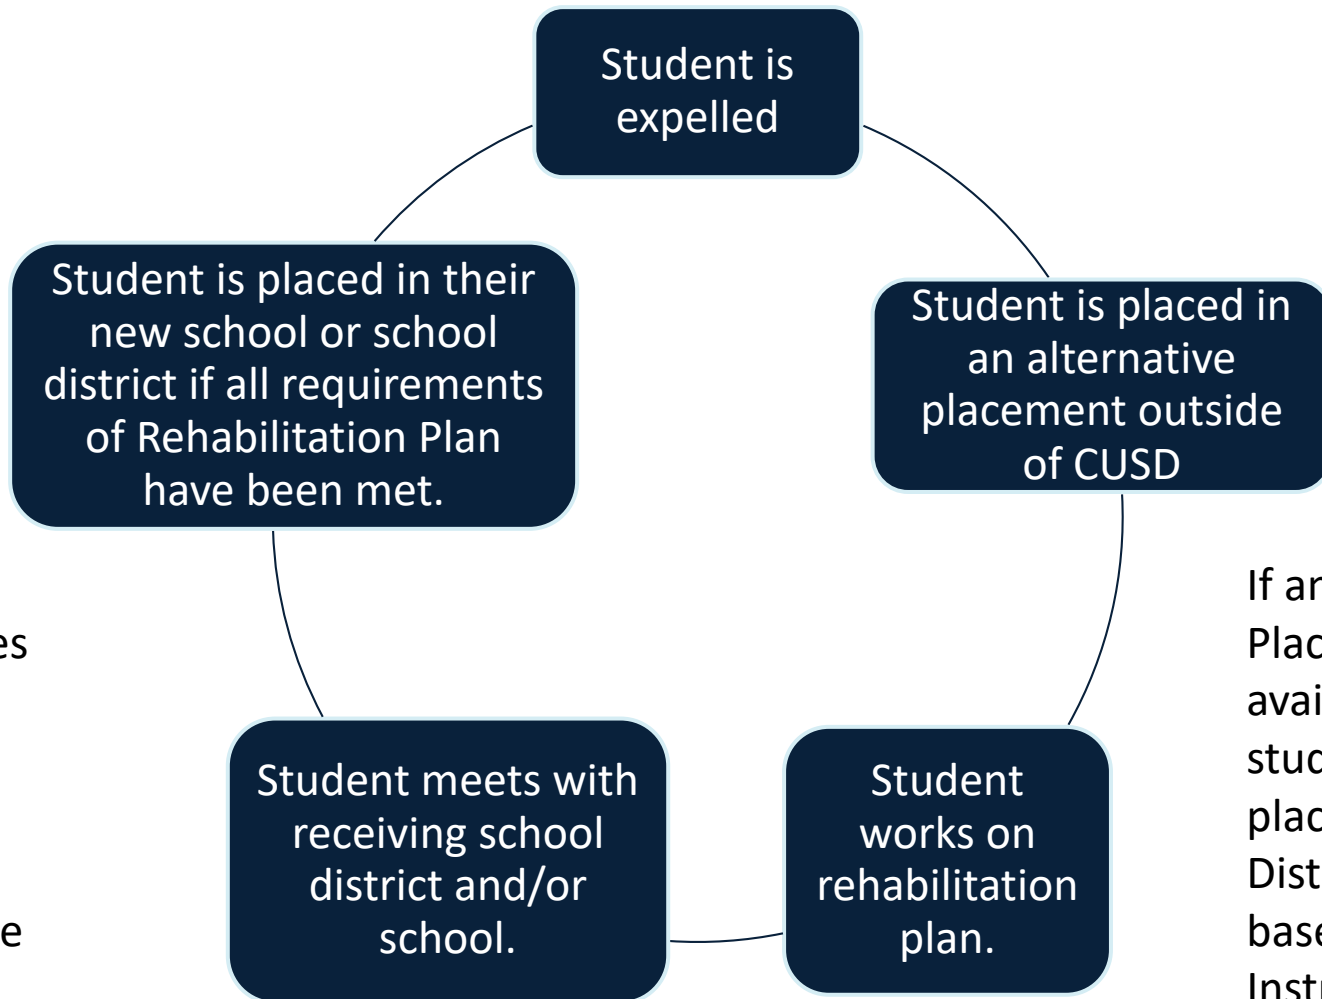 Student is
expelled
Student is placed in
an alternative
placement outside
of CUSD
Student
works on
rehabilitation
plan.
Student meets with
receiving school
district and/or
school.
Student is placed in their
new school or school
district if all requirements
of Rehabilitation Plan
have been met.
If